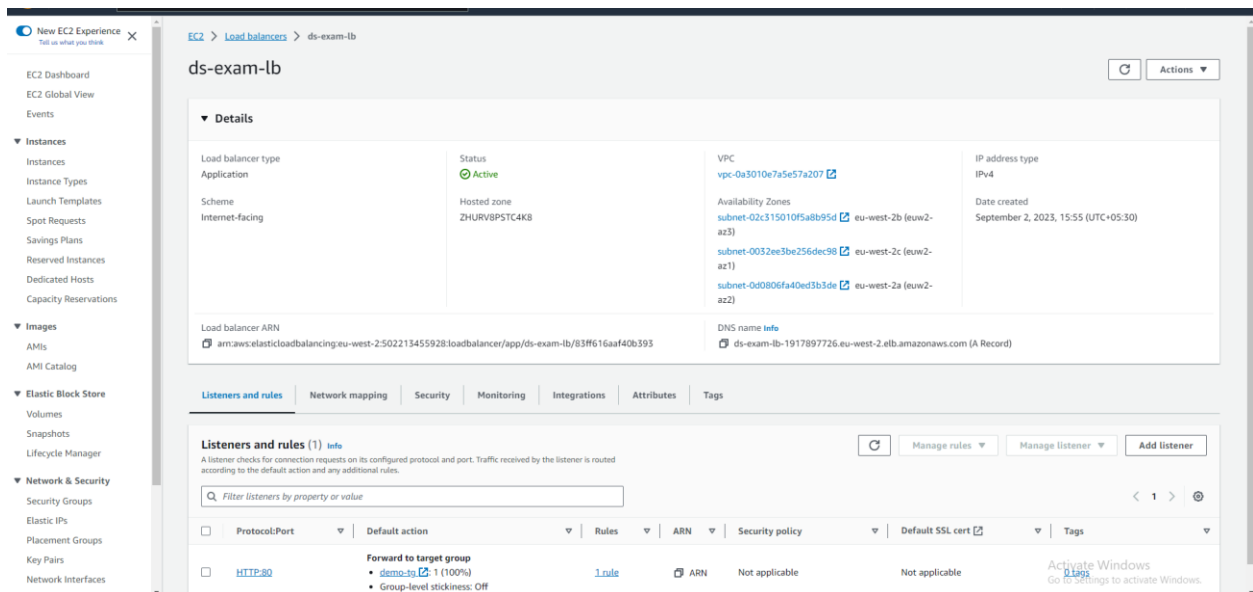 New EC2 Experience
Tell us what you think
EC2 Dashboard
EC2 Global View
Events
Instances
Instances
Instance Types
Launch Templates
Spot Requests
Savings Plans
Reserved Instances
Dedicated Hosts
Capacity Reservations
Images
AMIs
AMI Catalog
Elastic Block Store
Volumes
Snapshots
Lifecycle Manager
Network & Security
Security Groups
Elastic IPs
Placement Groups
Key Pairs
Network Interfaces
EC2 > Load balancers > ds-exam-lb
ds-exam-lb
Actions
Details
Load balancer type
Application
Status
Active
VPC
vpc-0a3010e7a5e57a207
IP address type
IPv4
Scheme
Internet-facing
Hosted zone
ZHURV8PSTC4K8
Availability Zones
subnet-02c315010f5a8b95d eu-west-2b (euw2-
az3)
subnet-0032ee3be256dec98 eu-west-2c (euw2-
az1)
subnet-0d0806fa40ed3b3de eu-west-2a (euw2-
az2)
Date created
September 2, 2023, 15:55 (UTC+05:30)
Load balancer ARN
arn:aws:elasticloadbalancing:eu-west-2:502213455928:loadbalancer/app/ds-exam-lb/83ff616aaf40b393
DNS name Info
ds-exam-lb-1917897726.eu-west-2.elb.amazonaws.com (A Record)
Listeners and rules Network mapping Security Monitoring Integrations Attributes Tags
Listeners and rules (1) Info
A listener checks for connection requests on its configured protocol and port. Traffic received by the listener is routed
according to the default action and any additional rules.
Manage rules Manage listener Add listener
Filter listeners by property or value
1
Protocol:Port Default action Rules ARN Security policy Default SSL cert Tags
HTTP:80
Forward to target group
demo-tg: 1 (100%)
Group-level stickiness: Off
1 rule
ARN
Not applicable
Not applicable
0 tags
Activate Windows
Go to Settings to activate Windows.